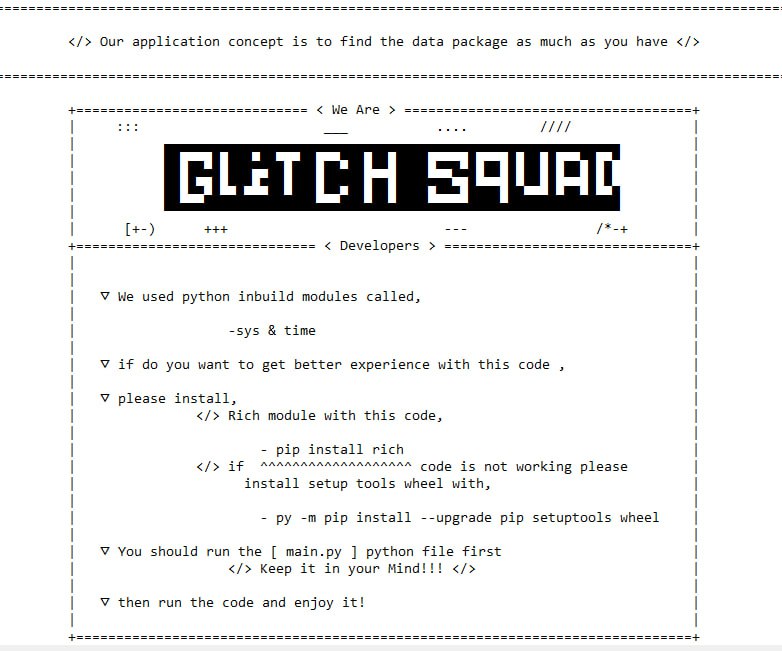 </> Our application concept is to find the data package as much as you have </>
< We Are >
::: ___ .... ////
GLITCH SQUAD
[+-) +++ --- /*-+
< Developers >
▽ We used python inbuild modules called,
-sys & time
▽ if do you want to get better experience with this code ,
▽ please install,
</> Rich module with this code,
- pip install rich
</> if ^^^^^^^^^^^^^^^^^^^ code is not working please
install setup tools wheel with,
- py -m pip install --upgrade pip setuptools wheel
▽ You should run the [ main.py ] python file first
</> Keep it in your Mind!!! </>
▽ then run the code and enjoy it!